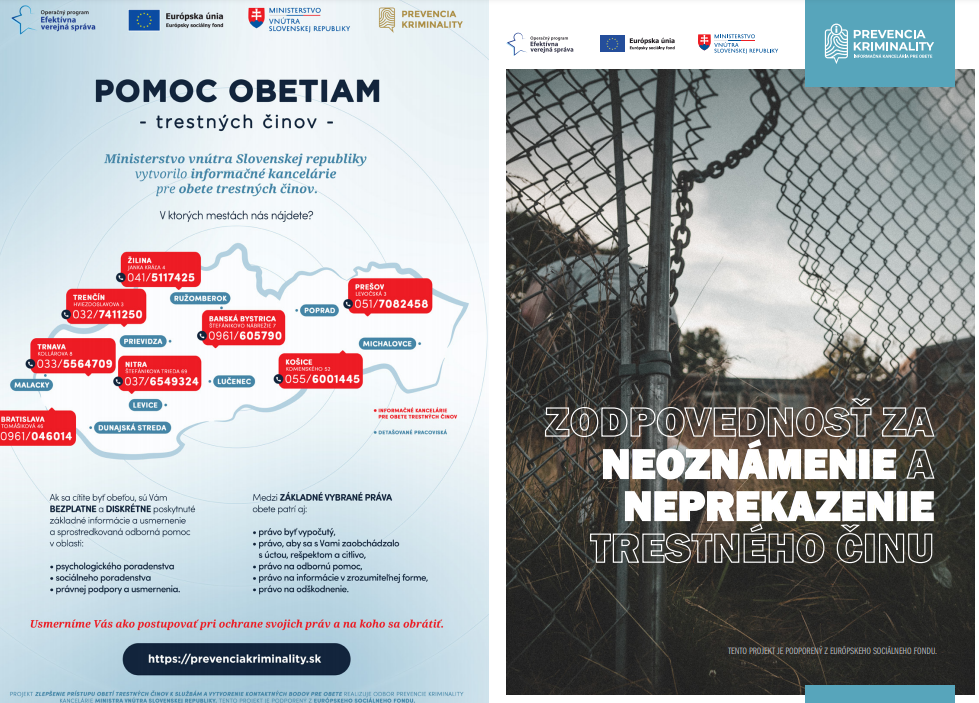 Operačný program
Efektívna
verejná správa
Európska únia
Európsky sociálny fond
MINISTERSTVO
VNÚTRA
SLOVENSKEJ REPUBLIKY
PREVENCIA
KRIMINALITY
POMOC OBETIAM
- trestných činov -
Ministerstvo vnútra Slovenskej republiky
vytvorilo informačné kancelárie
pre obete trestných činov.
V ktorých mestách nás nájdete?
ŽILINA
JANKA KRÁĽA 4
041/5117425
TRENČÍN
HVIEZDOSLAVOVA 3
032/7411250
RUŽOMBEROK
PREŠOV
LEVOČSKÁ 3
051/7082458
POPRAD
BANSKÁ BYSTRICA
ŠTEFÁNIKOVO NÁBREŽIE 7
0961/605790
PRIEVIDZA
MICHALOVCE
TRNAVA
KOLLÁROVA 8
033/5564709
NITRA
ŠTEFÁNIKOVA TRIEDA 69
037/6549324
KOŠICE
KOMENSKÉHO 52
055/6001445
MALACKY
LUČENEC
LEVICE
BRATISLAVA
TOMÁŠIKOVÁ 46
0961/046014
DUNAJSKÁ STREDA
• INFORMAČNÉ KANCELÁRIE
PRE OBETE TRESTNÝCH ČINOV
• DETAŠOVANÉ PRACOVISKÁ
Ak sa cítite byť obeťou, sú Vám
BEZPLATNE a DISKRÉTNE poskytnuté
základné informácie a usmernenie
a sprostredkovaná odborná pomoc
v oblasti:
• psychologického poradenstva
• sociálneho poradenstva
• právnej podpory a usmernenia.
Medzi ZÁKLADNÉ VYBRANÉ PRÁVA
obete patrí aj:
• právo byť vypočutý,
• právo, aby sa s Vami zaobchádzalo
s úctou, rešpektom a citlivo,
• právo na odbornú pomoc,
• právo na informácie v zrozumiteľnej forme,
• právo na odškodnenie.
Usmerníme Vás ako postupovať pri ochrane svojich práv a na koho sa obrátiť.
https://prevenciakriminality.sk
PROJEKT ZLEPŠENIE PRÍSTUPU OBETÍ TRESTNÝCH ČINOV K SLUŽBÁM A VYTVORENIE KONTAKTNÝCH BODOV PRE OBETE REALIZUJE ODBOR PREVENCIE KRIMINALITY
KANCELÁRIE MINISTRA VNÚTRA SLOVENSKEJ REPUBLIKY. TENTO PROJEKT JE PODPORENÝ Z EURÓPSKEHO SOCIÁLNEHO FONDU.
Operačný program
Efektívna
verejná správa
Európska únia
Európsky sociálny fond
MINISTERSTVO
VNÚTRA
SLOVENSKEJ REPUBLIKY
PREVENCIA
KRIMINALITY
INFORMAČNÉ KANCELÁRIE PRE OBETE
ZODPOVEDNOSŤ ZA
NEOZNÁMENIE A
NEPREKAZENIE
TRESTNÉHO ČINU
TENTO PROJEKT JE PODPORENÝ Z EURÓPSKEHO SOCIÁLNEHO FONDU.